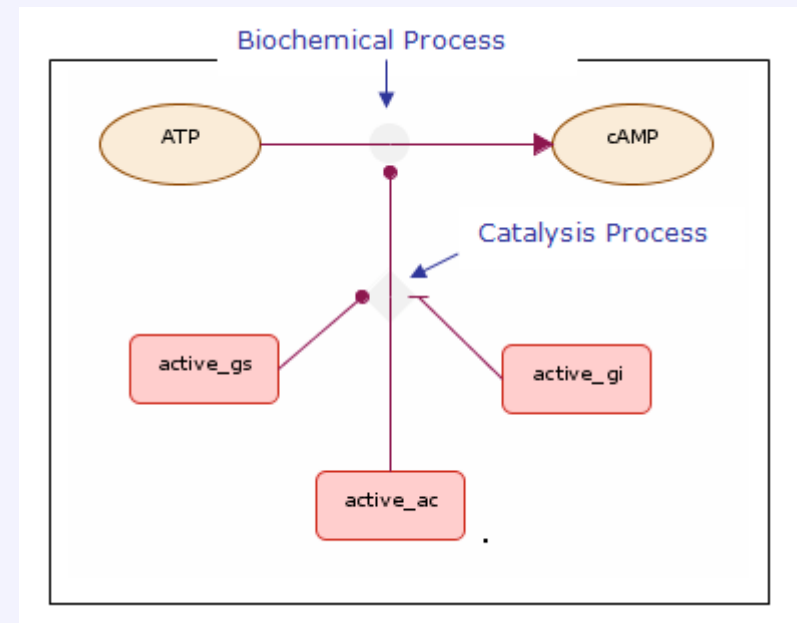 Biochemical Process
ATP
cAMP
Catalysis Process
active_gs
active_gi
active_ac
.